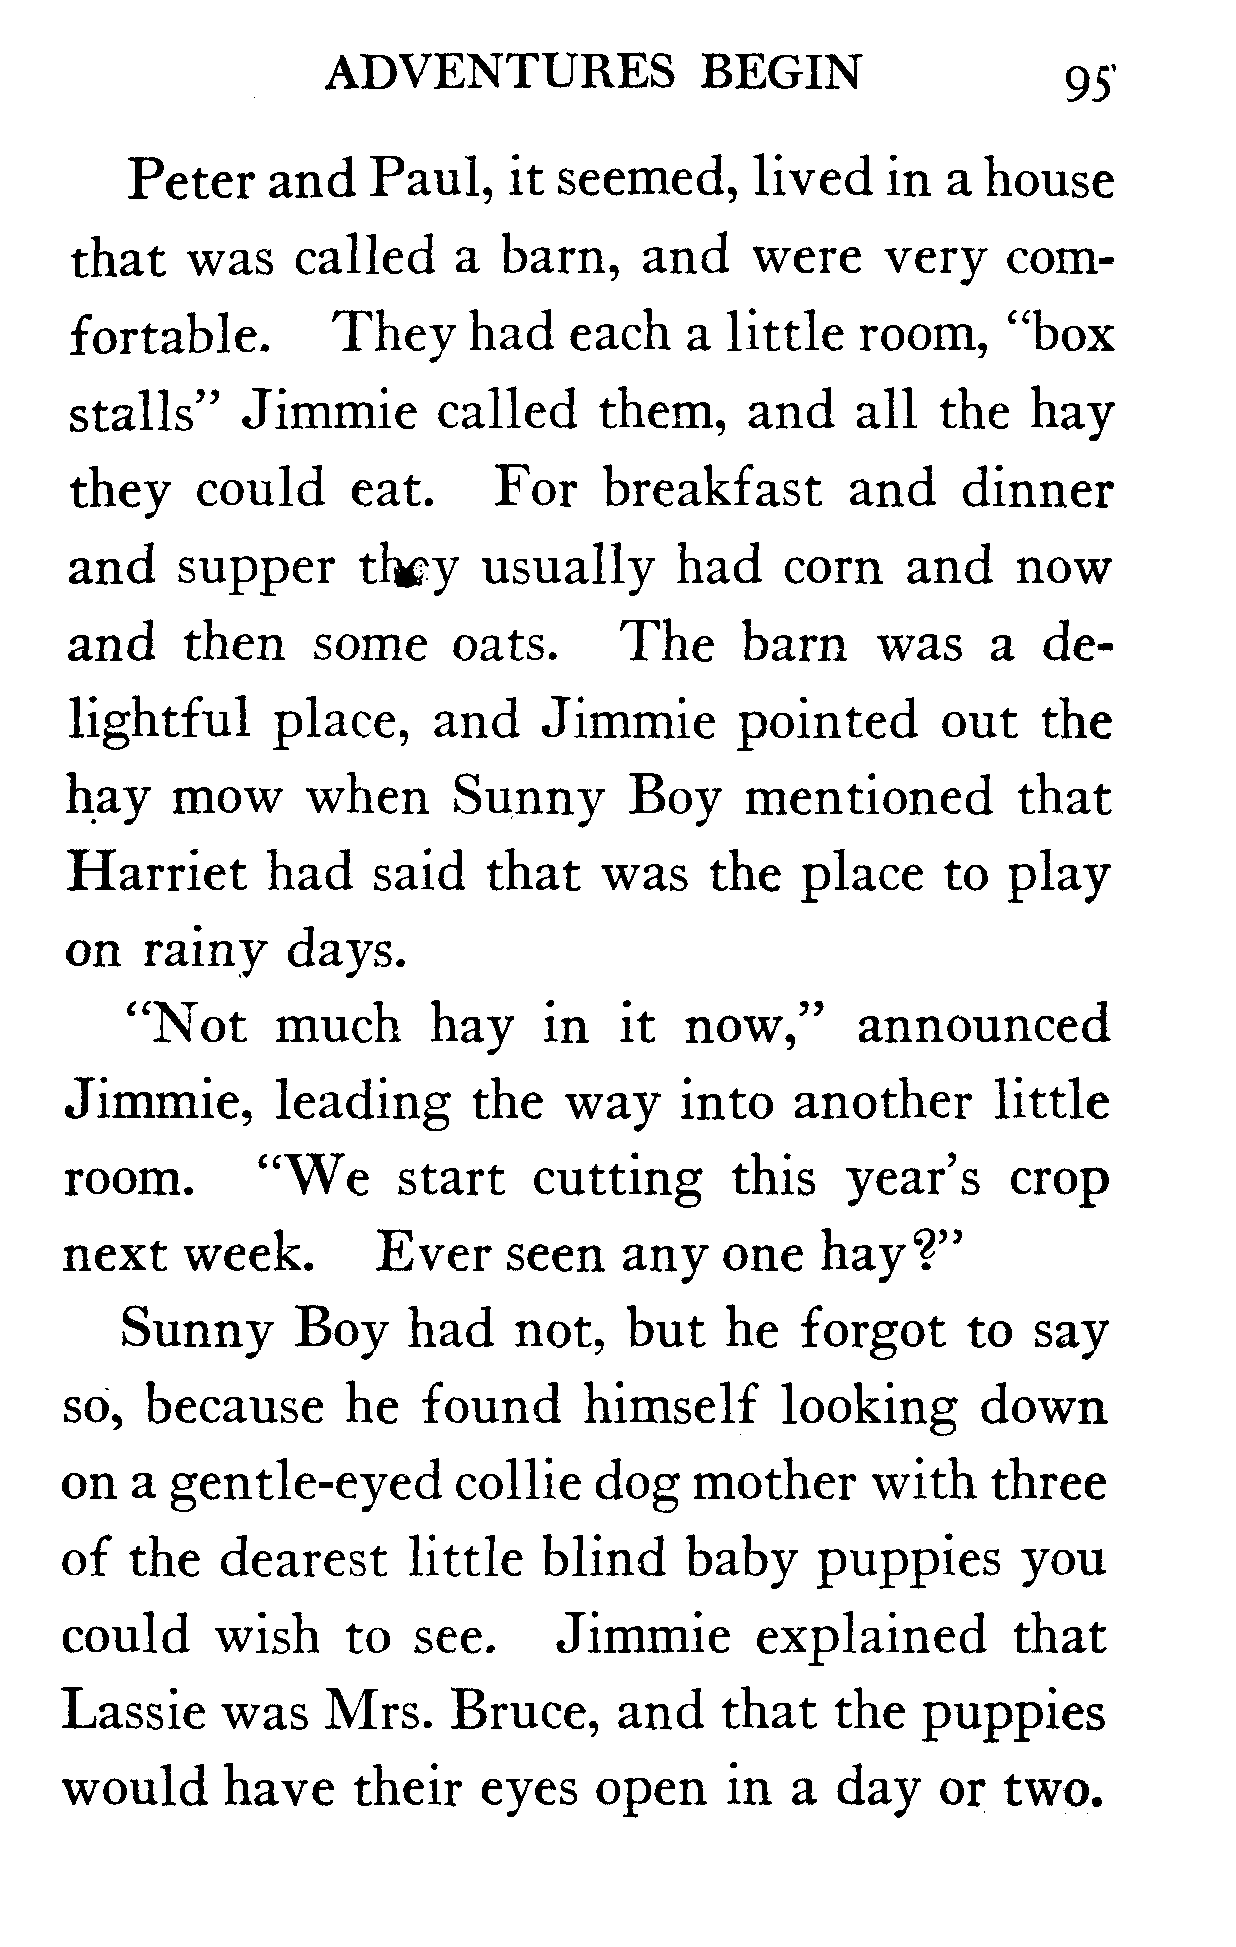 ADVENTURES BEGIN 95
Peter and Paul, it seemed, lived in a house
that was called a barn, and were very com-
fortable. They had each a little room, “box
stalls” Jimmie called them, and all the hay
they could eat. For breakfast and dinner
and supper they usually had corn and now
and then some oats. The barn was a de-
lightful place, and Jimmie pointed out the
hay mow when Sunny Boy mentioned that
Harriet had said that was the place to play
on rainy days.
“Not much hay in it now,” announced
Jimmie, leading the way into another little
room. “We start cutting this year’s crop
next week. Ever seen any one hay?”
Sunny Boy had not, but he forgot to say
so, because he found himself looking down
on a gentle-eyed collie dog mother with three
of the dearest little blind baby puppies you
could wish to see. Jimmie explained that
Lassie was Mrs. Bruce, and that the puppies
would have their eyes open in a day or two.